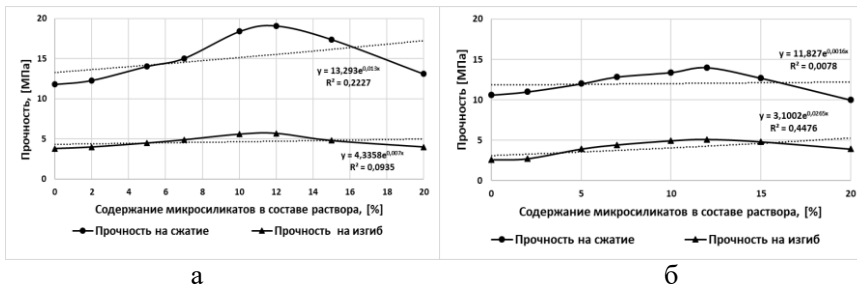 20
15
10
5
0
Прочность, [МПа]
y = 13,293e^0,013x
R² = 0,2227
y = 4,3358e^0,007x
R² = 0,0935
0 2 4 6 8 10 12 14 16 18 20
Содержание микросиликатов в составе раствора, [%]
Прочность на сжатие Прочность на изгиб
а
20
15
10
5
0
Прочность [МПа]
y = 11,827e^0,0016x
R² = 0,0078
y = 3,1002e^0,0265x
R² = 0,4476
0 5 10 15 20
Содержание микросиликатов в составе раствора, [%]
Прочность на сжатие Прочность на изгиб
б